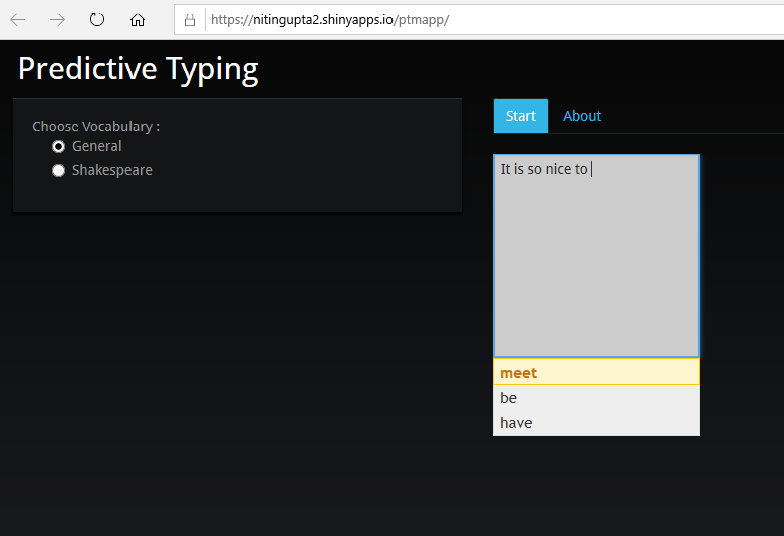 https://nitingupta2.shinyapps.io/ptmapp/
Predictive Typing
Choose Vocabulary :
General
Shakespeare
Start About
It is so nice to
meet
be
have